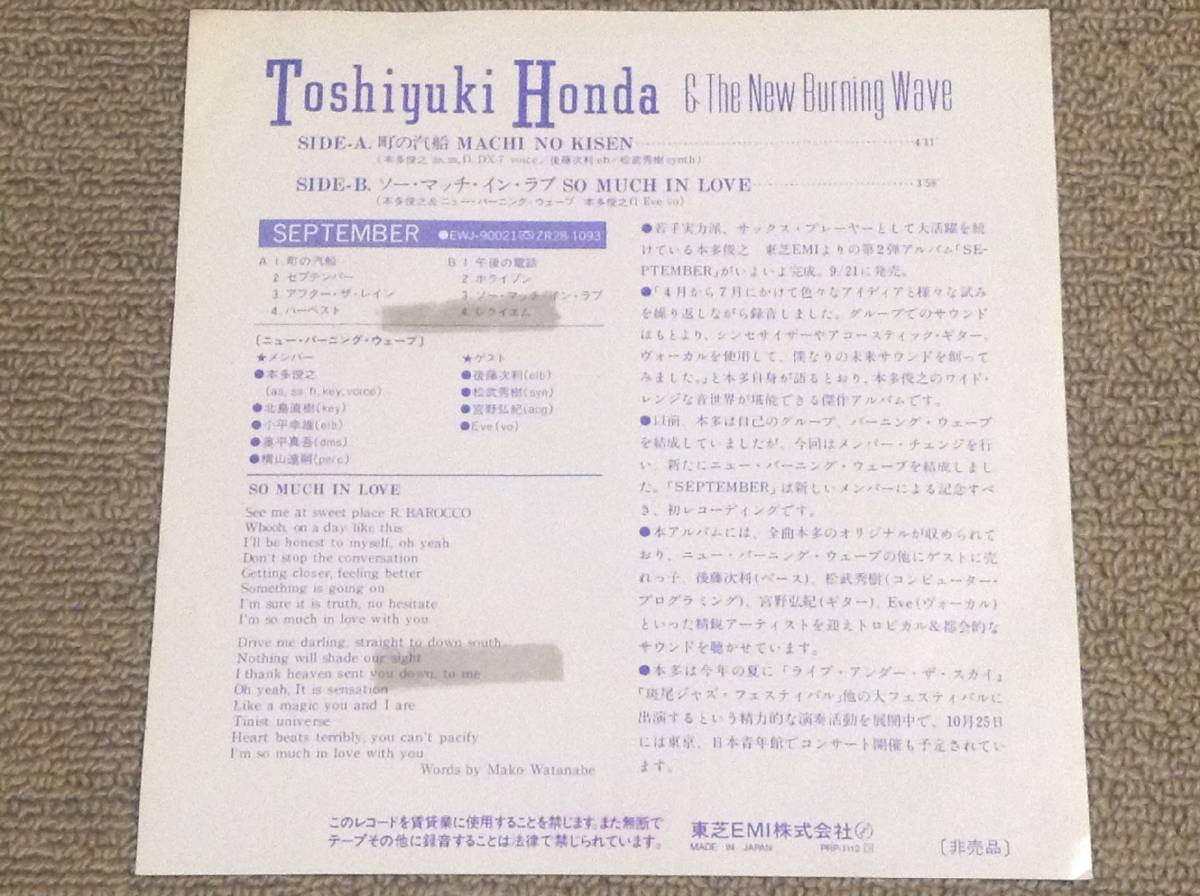 Toshiyuki Honda & The New Burning Wave
SIDE-A. 町の汽船 MACHI NO KISEN 4'11"
(本多俊之 as, ss, fl, DX-7 voice/後藤次利 eb/松武秀樹 synth)
SIDE-B. ソー・マッチ・イン・ラブ SO MUCH IN LOVE 3'58"
(本多俊之&ニュー・バーニング・ウェーブ 本多俊之fl Eve vo)
SEPTEMBER ●EWJ-90021 ZR28-1093
A 1. 町の汽船
2 セプテンバー
3. アフター・ザ・レイン
4. ハーベスト
B 1 午後の電話
2 ホライゾン
3 ソー・マッチ・イン・ラブ
4. レクイエム
〔ニュー・バーニング・ウェーブ〕
★メンバー
●本多俊之
(as, ss, fl, key, voice)
●北島直樹(key)
●小平幸雄(elb)
●奥平真吾(dms)
●横山達嗣(perc)
★ゲスト
●後藤次利(elb)
●松武秀樹(syn)
●宮野弘紀(acg)
●Eve(vo)
SO MUCH IN LOVE
See me at sweet place R. BAROCCO
Whooh, on a day like this
I'll be honest to myself, oh yeah
Don't stop the conversation
Getting closer, feeling better
Something is going on
I'm sure it is truth, no hesitate
I'm so much in love with you
Drive me darling, straight to down south
Nothing will shade our sight
I thank heaven sent you down, to me
Oh yeah, It is sensation
Like a magic you and I are
Tinist universe
Heart beats terribly, you can't pacify
I'm so much in love with you
Words by Mako Watanabe
●若手実力派、サックス・プレーヤーとして大活躍を続
けている本多俊之 東芝EMIよりの第2弾アルバム「SE-
PTEMBER」がいよいよ完成。9/21に発売。
●「4月から7月にかけて色々なアイディアと様々な試み
を繰り返しながら録音しました。グループでのサウンド
はもとより、シンセサイザーやアコースティック・ギター、
ヴォーカルを使用して、僕なりの未来サウンドを創って
みました。」と本多自身が語るとおり、本多俊之のワイド・
レンジな音世界が堪能できる傑作アルバムです。
●以前 本多は自己のグループ、バーニング・ウェーブ
を結成していましたが、今回はメンバー・チェンジを行
い、新たにニュー・バーニング・ウェーブを結成しまし
た。「SEPTEMBER」は新しいメンバーによる記念すべ
き、初レコーディングです。
●本アルバムには、全曲本多のオリジナルが収められて
おり、ニュー・バーニング・ウェーブの他にゲストに売
れっ子、後藤次科(ベース)、松武秀樹(コンピューター・
プログラミング)、宮野弘紀(ギター)、Eve(ヴォーカル)
といった精鋭アーティストを迎えトロピカル&都会的な
サウンドを聴かせています。
●本多は今年の夏に「ライブ・アンダー・ザ・スカイ」
「斑尾ジャズ・フェスティバル」他の大フェスティバルに
出演するという精力的な演奏活動を展開中で、10月25日
には東京、日本青年館でコンサート開催も予定されてい
ます。
このレコードを賃貸業に使用することを禁じます。また無断で
テープその他に録音することは法律で禁じられています。
東芝EMI株式会社
MADE IN JAPAN PRP-1112
〔非売品〕